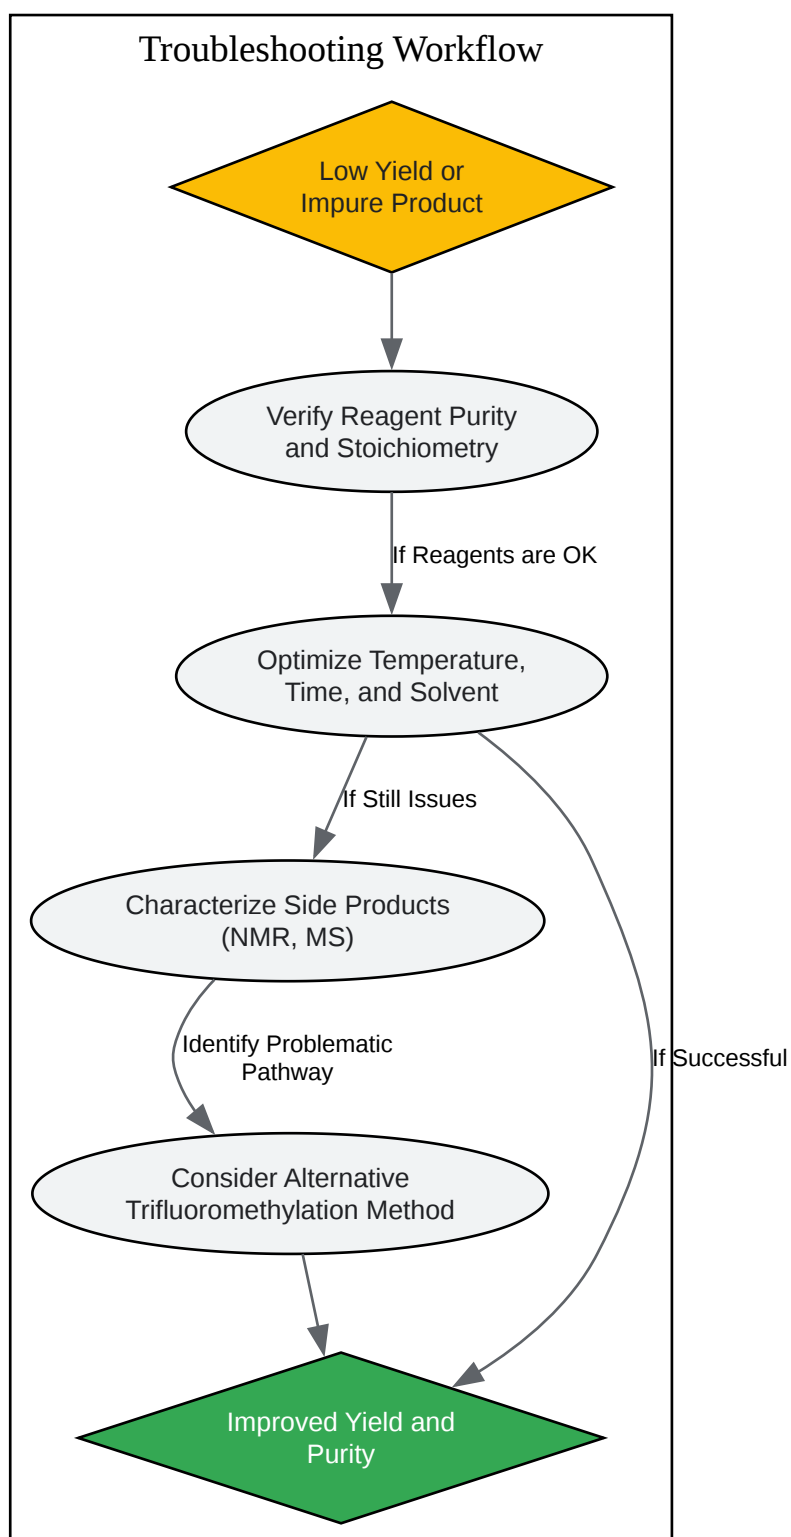 Troubleshooting Workflow
Low Yield or
Impure Product
Verify Reagent Purity
and Stoichiometry
If Reagents are OK
Optimize Temperature,
Time, and Solvent
If Still Issues
Characterize Side Products
(NMR, MS)
Identify Problematic
Pathway
If Successful
Consider Alternative
Trifluoromethylation Method
Improved Yield and
Purity